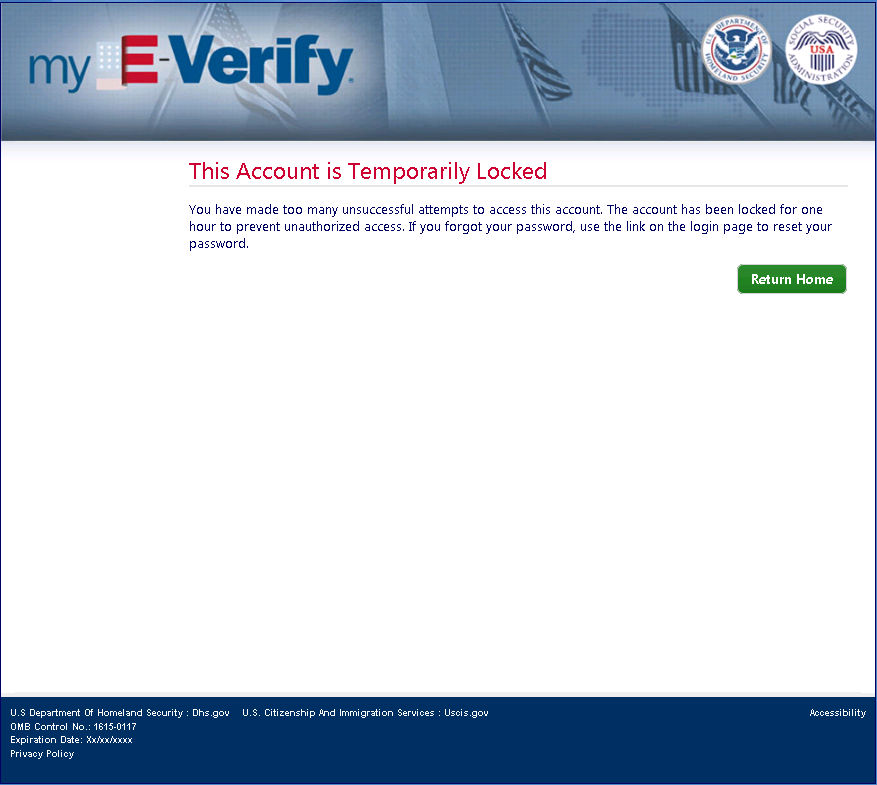 my E-Verify®
U.S. DEPARTMENT OF HOMELAND SECURITY
SOCIAL SECURITY ADMINISTRATION
USA
This Account is Temporarily Locked
You have made too many unsuccessful attempts to access this account. The account has been locked for one
hour to prevent unauthorized access. If you forgot your password, use the link on the login page to reset your
password.
Return Home
U.S Department Of Homeland Security : Dhs.gov U.S. Citizenship And Immigration Services : Uscis.gov Accessibility
OMB Control No.: 1615-0117
Expiration Date: Xx/xx/xxxx
Privacy Policy